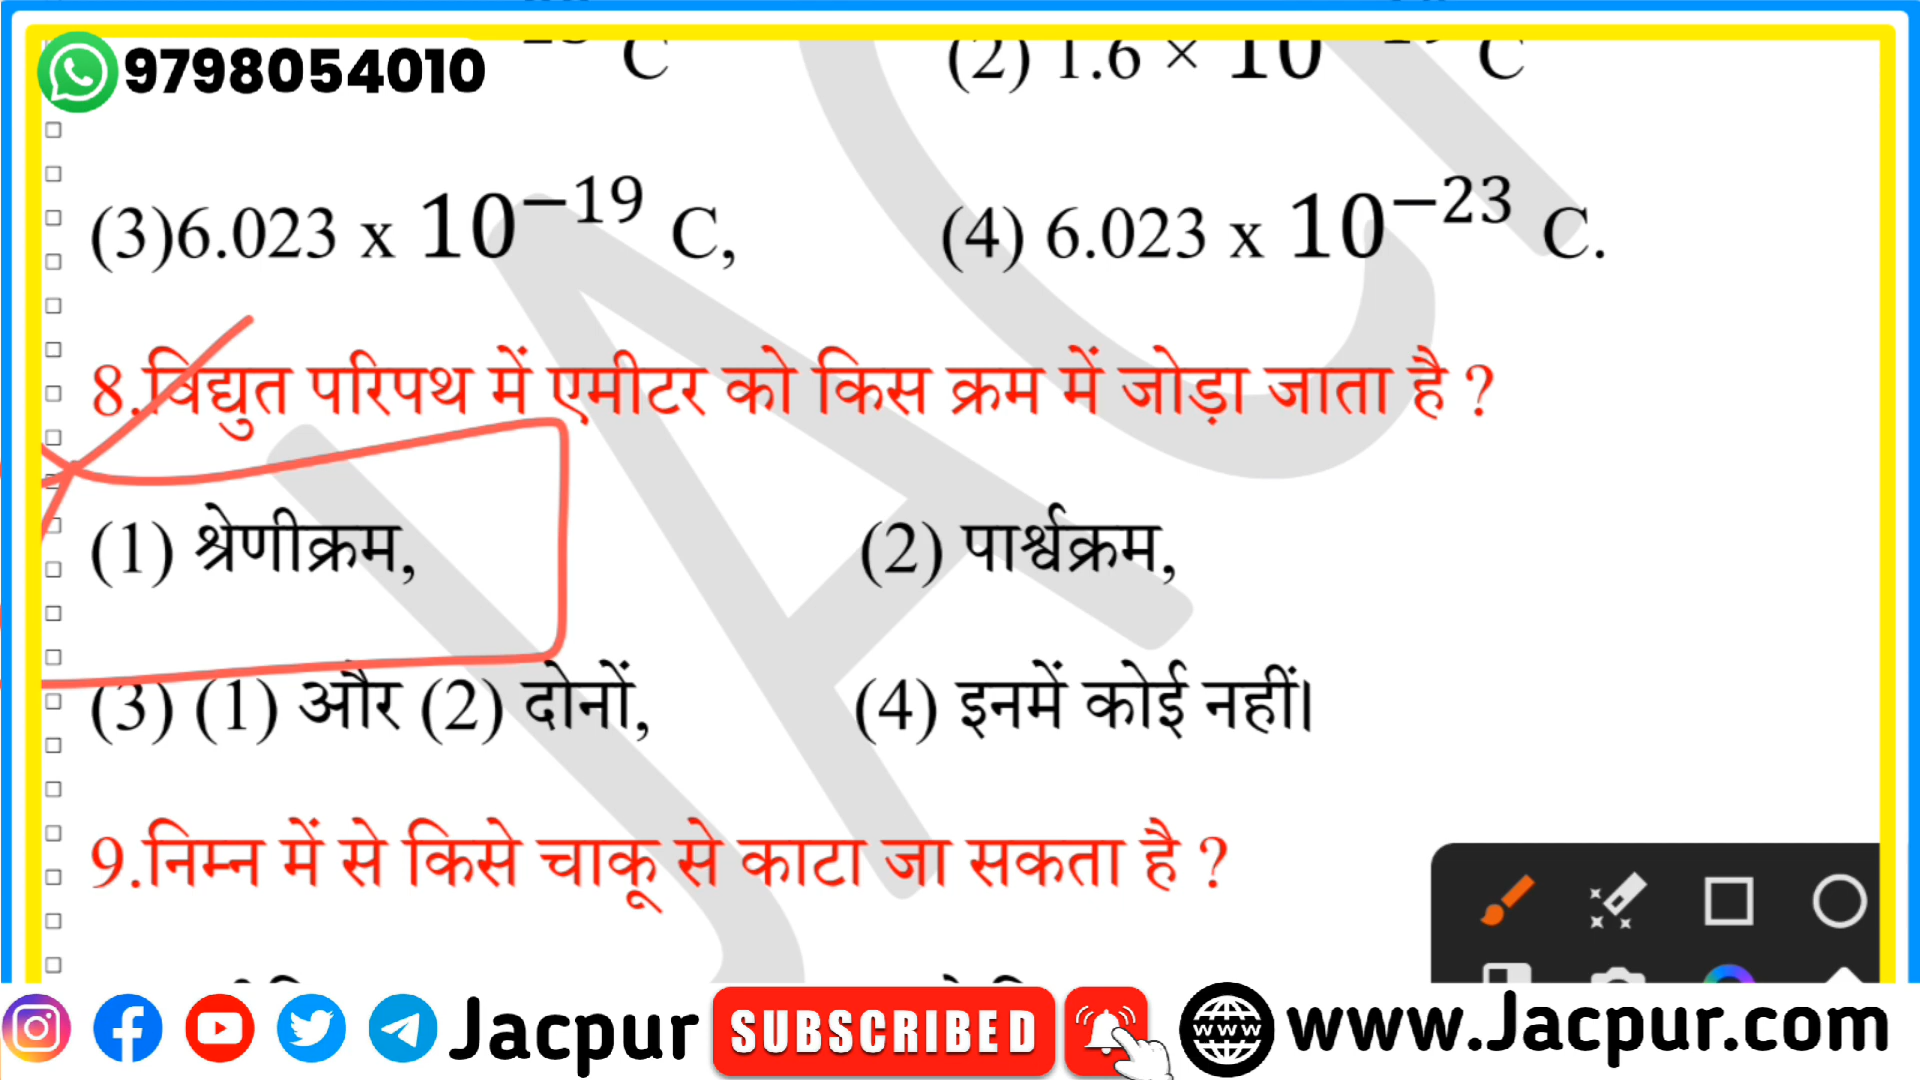 9798054010
C (2) 1.6 × 10 C
(3)6.023 x 10⁻¹⁹ C, (4) 6.023 x 10⁻²³ C.
8.विद्युत परिपथ में एमीटर को किस क्रम में जोड़ा जाता है ?
(1) श्रेणीक्रम, (2) पार्श्वक्रम,
(3) (1) और (2) दोनों, (4) इनमें कोई नहीं।
9.निम्न में से किसे चाकू से काटा जा सकता है ?
Jacpur SUBSCRIBED www www.Jacpur.com